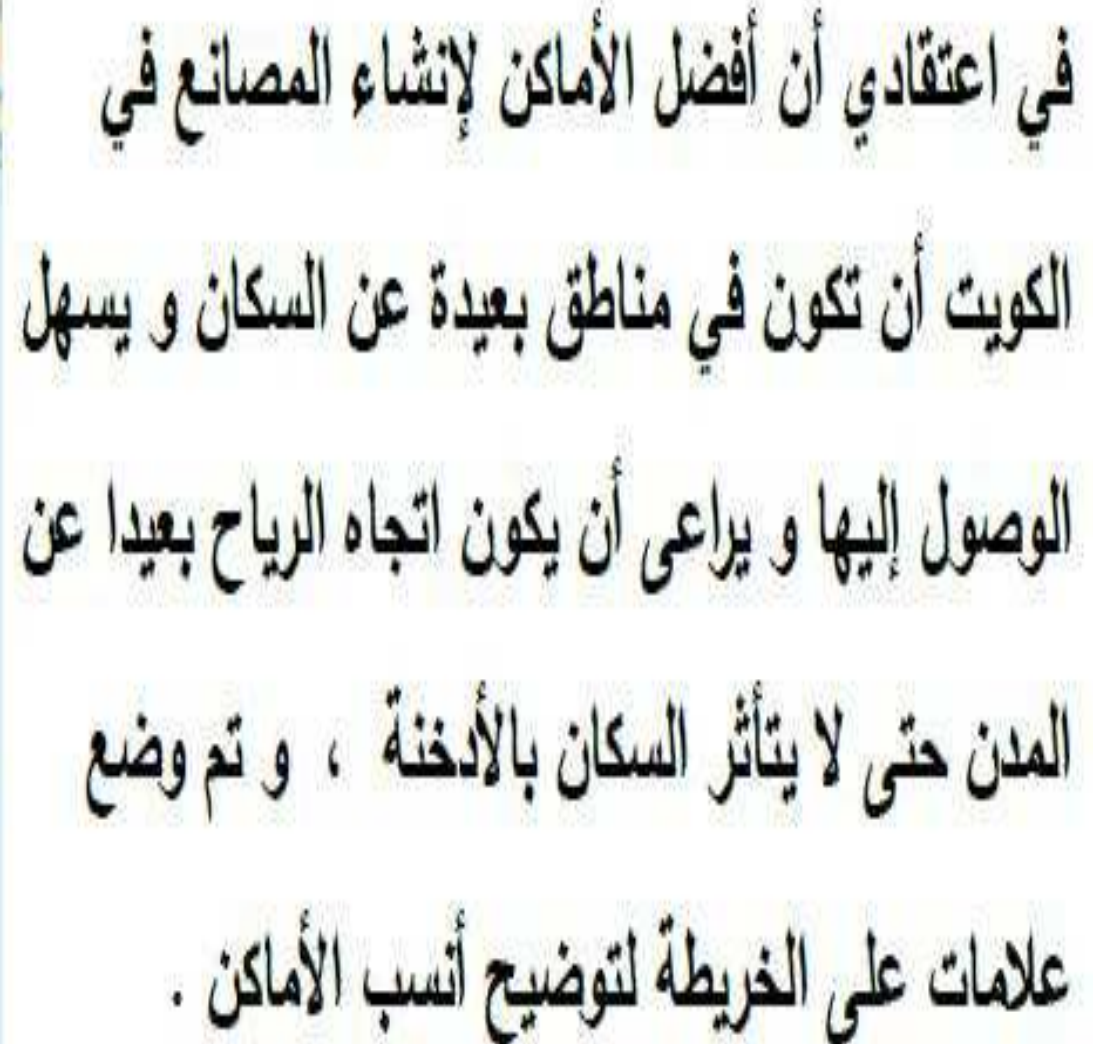 في اعتقادي أن أفضل الأماكن لإنشاء المصانع في
الكويت أن تكون في مناطق بعيدة عن السكان و يسهل
الوصول إليها و يراعى أن يكون اتجاه الرياح بعيدا عن
المدن حتى لا يتأثر السكان بالأدخنة ، و تم وضع
علامات على الخريطة لتوضيح أنسب الأماكن .